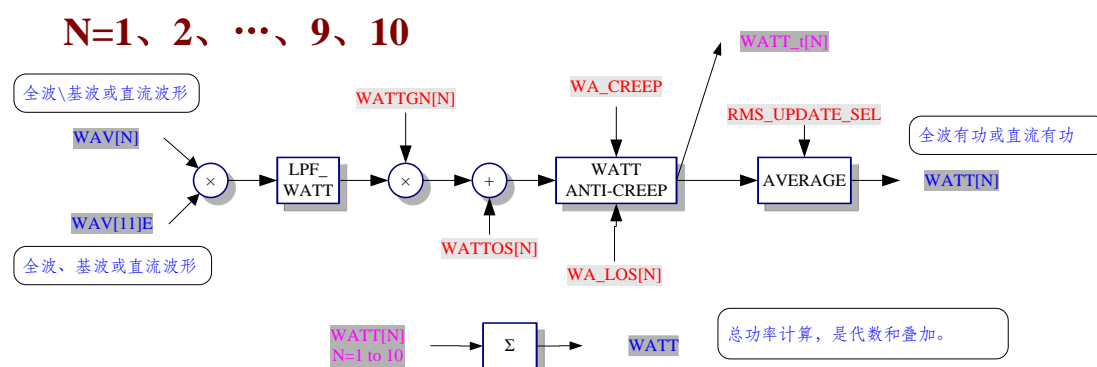 N=1、2、…、9、10
WATT_t[N]
全波\基波或直流波形
WA_CREEP
WATTGN[N]
RMS_UPDATE_SEL
全波有功或直流有功
WAV[N]
×
LPF_
WATT
×
+
WATT
ANTI-CREEP
AVERAGE
WATT[N]
WAV[11]E
WATTOS[N]
全波、基波或直流波形
WA_LOS[N]
WATT[N]
N=1 to 10
Σ
WATT
总功率计算，是代数和叠加。